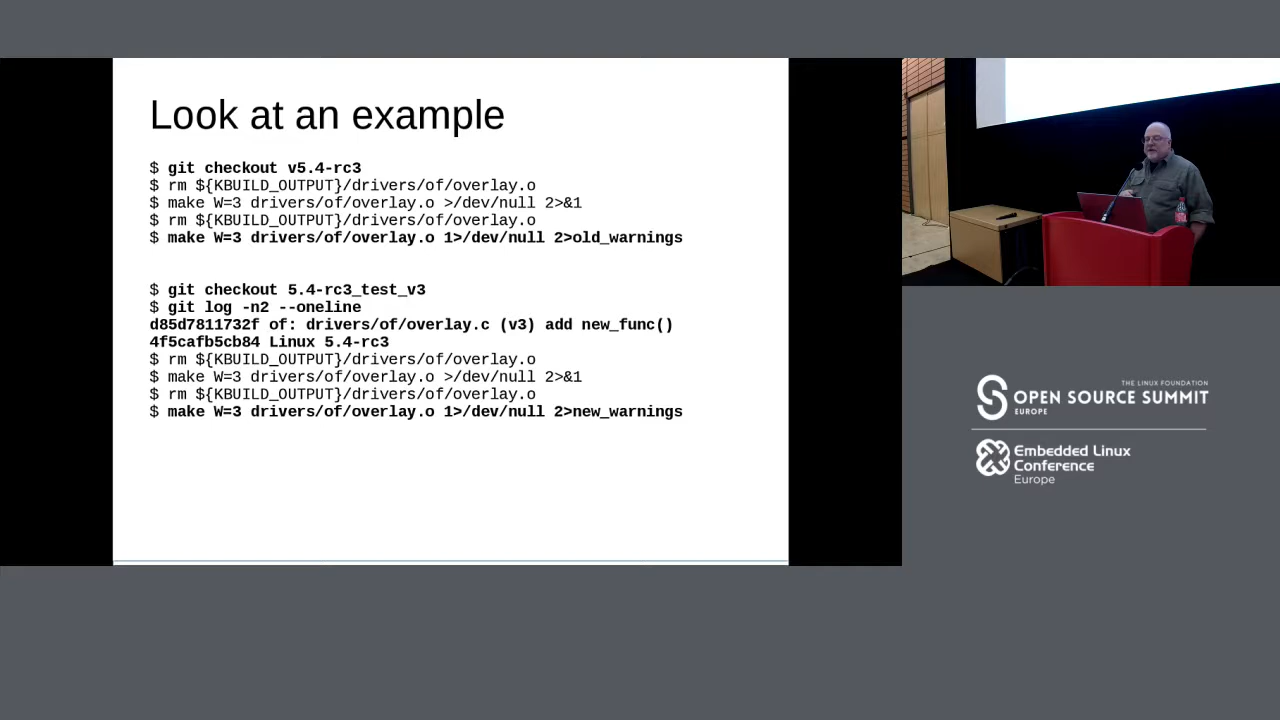 Look at an example
$ git checkout v5.4-rc3
$ rm ${KBUILD_OUTPUT}/drivers/of/overlay.o
$ make W=3 drivers/of/overlay.o >/dev/null 2>&1
$ rm ${KBUILD_OUTPUT}/drivers/of/overlay.o
$ make W=3 drivers/of/overlay.o 1>/dev/null 2>old_warnings
$ git checkout 5.4-rc3_test_v3
$ git log -n2 --oneline
d85d7811732f of: drivers/of/overlay.c (v3) add new_func()
4f5cafb5cb84 Linux 5.4-rc3
$ rm ${KBUILD_OUTPUT}/drivers/of/overlay.o
$ make W=3 drivers/of/overlay.o >/dev/null 2>&1
$ rm ${KBUILD_OUTPUT}/drivers/of/overlay.o
$ make W=3 drivers/of/overlay.o 1>/dev/null 2>new_warnings
THE LINUX FOUNDATION
OPEN SOURCE SUMMIT
EUROPE
Embedded Linux
Conference
Europe